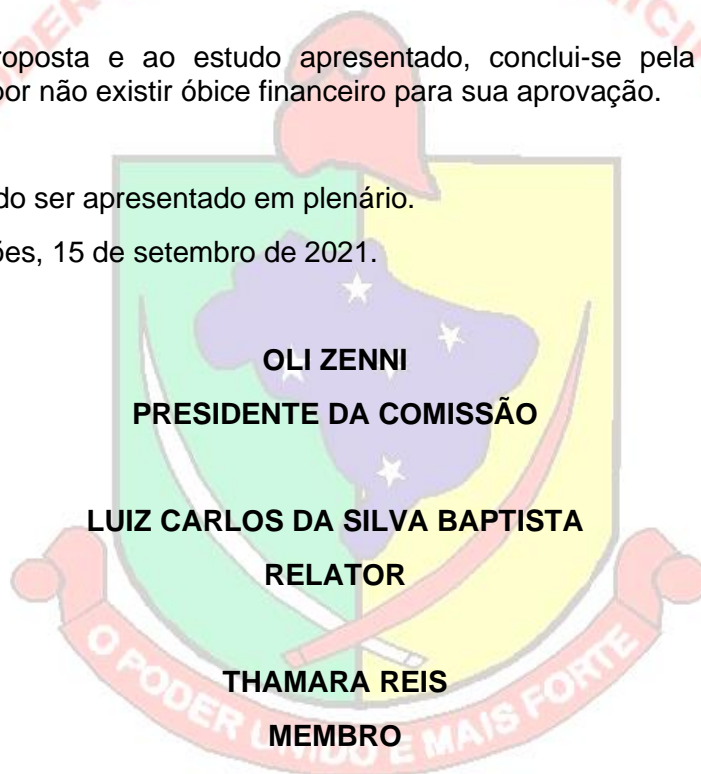 roposta e ao estudo apresentado, conclui-se pela
por não existir óbice financeiro para sua aprovação.
do ser apresentado em plenário.
ões, 15 de setembro de 2021.
OLI ZENNI
PRESIDENTE DA COMISSÃO
LUIZ CARLOS DA SILVA BAPTISTA
RELATOR
THAMARA REIS
MEMBRO
O PODER UNIDO E MAIS FORTE